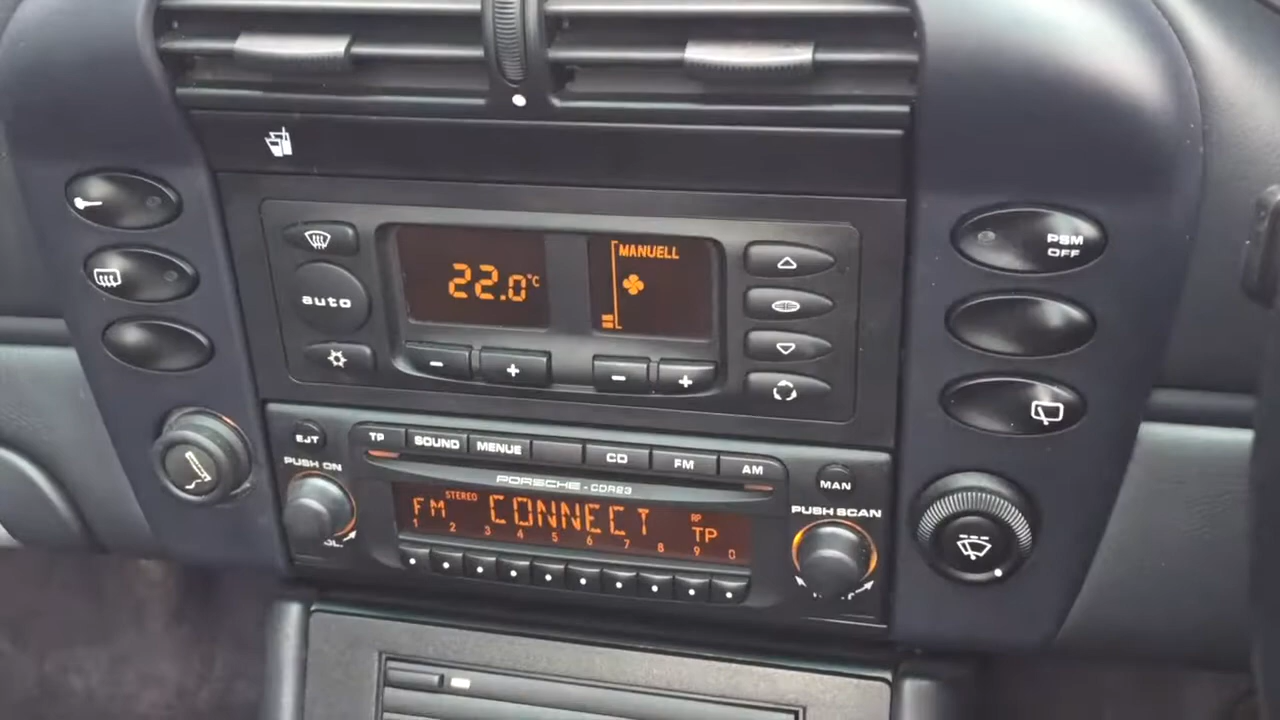 PSM
OFF
MANUELL
22.0°C
auto
- + - +
EJT
TP SOUND MENUE CD FM AM
MAN
PUSH ON
PORSCHE-CDR23
PUSH SCAN
FM STEREO CONNECT RP TP
1 2 3 4 5 6 7 8 9 0